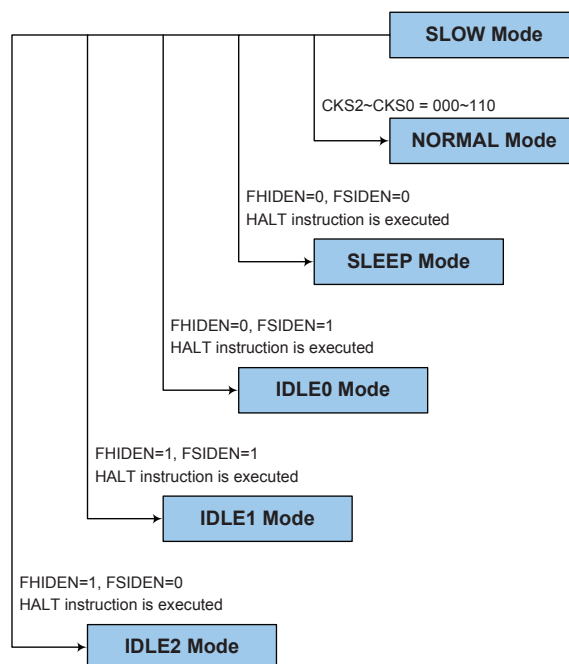 SLOW Mode
CKS2~CKS0 = 000~110
NORMAL Mode
FHIDEN=0, FSIDEN=0
HALT instruction is executed
SLEEP Mode
FHIDEN=0, FSIDEN=1
HALT instruction is executed
IDLE0 Mode
FHIDEN=1, FSIDEN=1
HALT instruction is executed
IDLE1 Mode
FHIDEN=1, FSIDEN=0
HALT instruction is executed
IDLE2 Mode